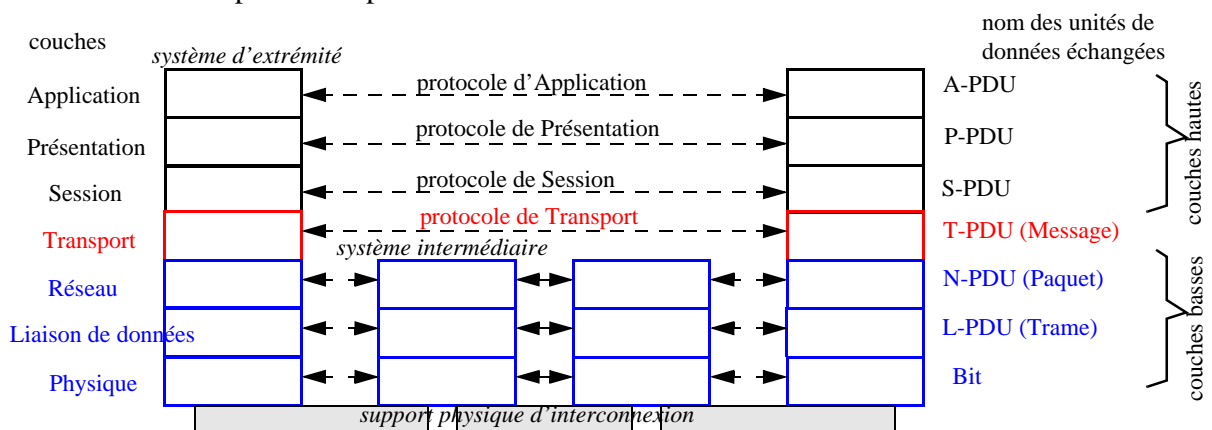 nom des unités de
données échangées
couches
système d'extrémité
Application
protocole d'Application
A-PDU
Présentation
protocole de Présentation
P-PDU
Session
protocole de Session
S-PDU
couches hautes
Transport
protocole de Transport
T-PDU (Message)
système intermédiaire
Réseau
N-PDU (Paquet)
Liaison de données
L-PDU (Trame)
Physique
Bit
couches basses
support physique d'interconnexion